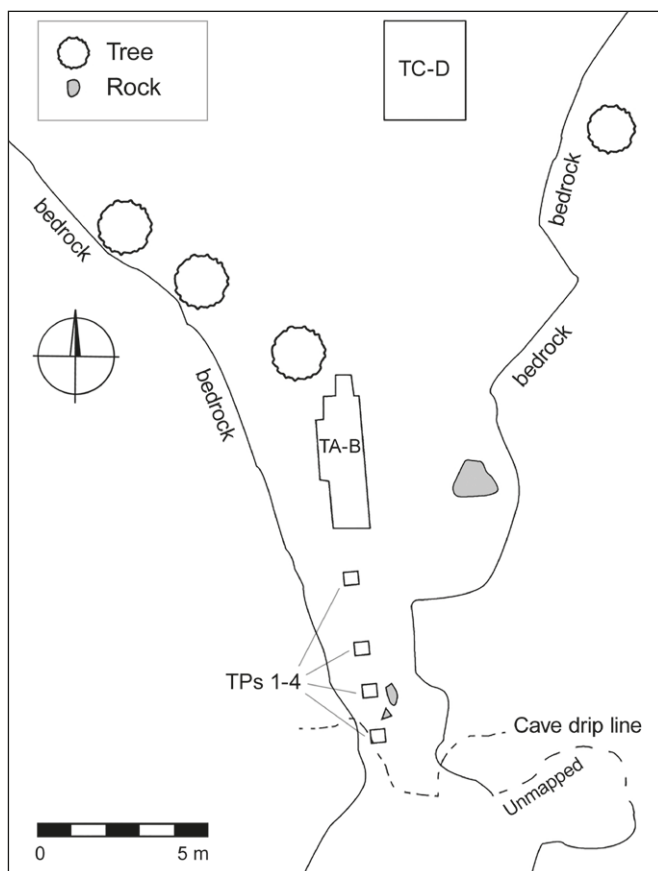 Tree
Rock
TC-D
bedrock
bedrock
bedrock
bedrock
TA-B
TPs 1-4
Cave drip line
Unmapped
0 5 m